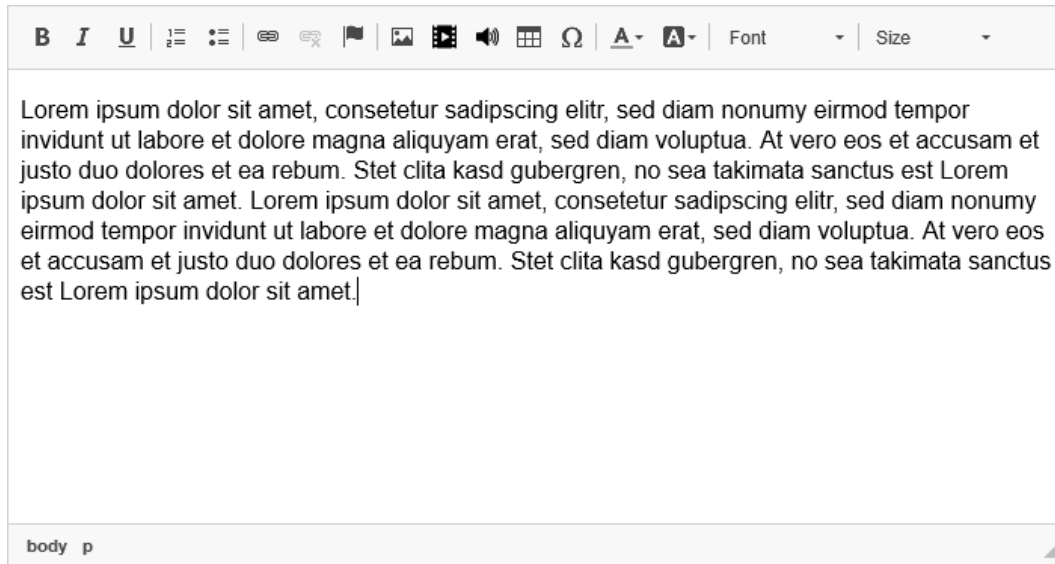 B I U Ω A A Font Size
Lorem ipsum dolor sit amet, consetetur sadipscing elitr, sed diam nonumy eirmod tempor
invidunt ut labore et dolore magna aliquyam erat, sed diam voluptua. At vero eos et accusam et
justo duo dolores et ea rebum. Stet clita kasd gubergren, no sea takimata sanctus est Lorem
ipsum dolor sit amet. Lorem ipsum dolor sit amet, consetetur sadipscing elitr, sed diam nonumy
eirmod tempor invidunt ut labore et dolore magna aliquyam erat, sed diam voluptua. At vero eos
et accusam et justo duo dolores et ea rebum. Stet clita kasd gubergren, no sea takimata sanctus
est Lorem ipsum dolor sit amet.
body p